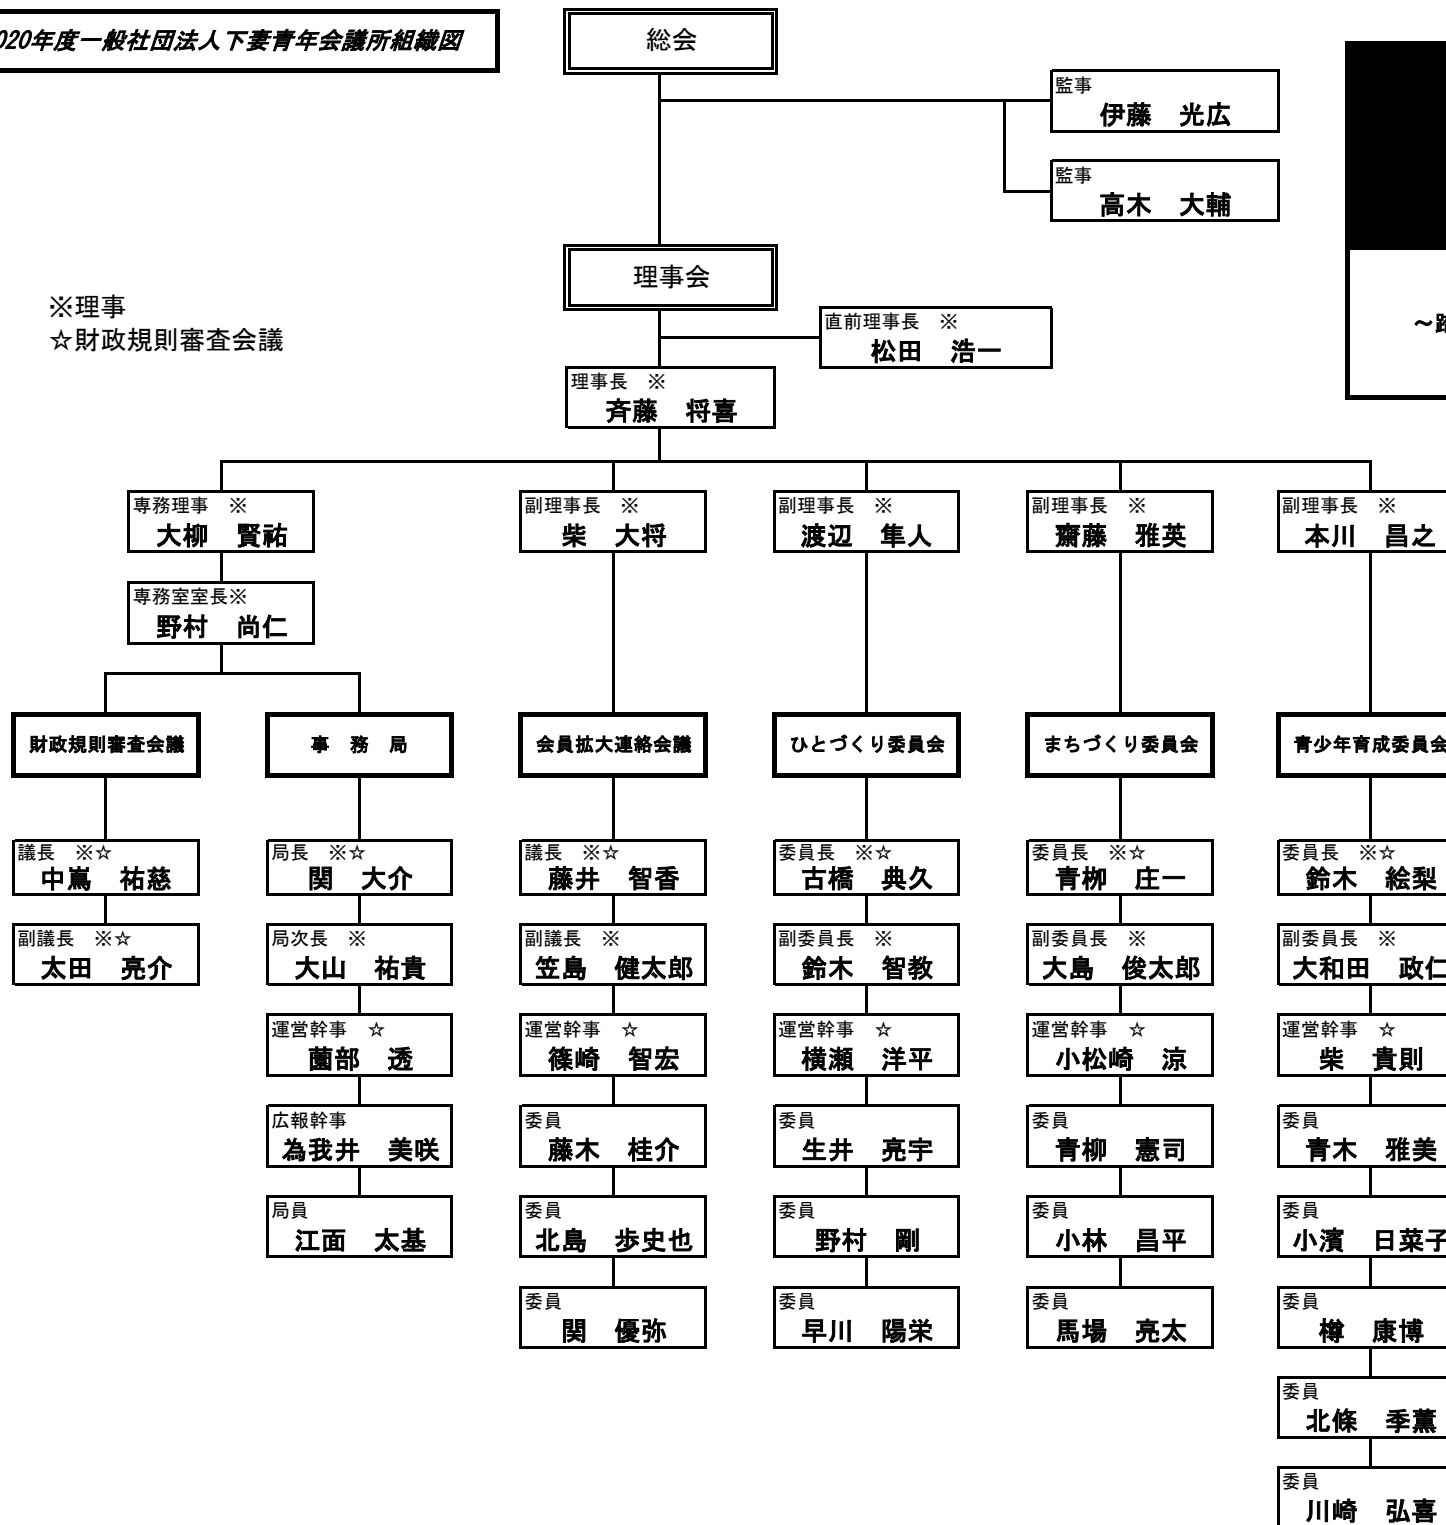 020年度一般社団法人下妻青年会議所組織図
総会
監事
伊藤　光広
監事
高木　大輔
理事会
※理事
☆財政規則審査会議
直前理事長　※
松田　浩一
理事長　※
斉藤　将喜
専務理事　※
大柳　賢祐
副理事長　※
柴　大将
副理事長　※
渡辺　隼人
副理事長　※
齋藤　雅英
副理事長　※
本川　昌之
専務室室長※
野村　尚仁
財政規則審査会議
事　務　局
会員拡大連絡会議
ひとづくり委員会
まちづくり委員会
青少年育成委員会
議長　※☆
中嶌　祐慈
局長　※☆
関　大介
議長　※☆
藤井　智香
委員長　※☆
古橋　典久
委員長　※☆
青栁　庄一
委員長　※☆
鈴木　絵梨
副議長　※☆
太田　亮介
局次長　※
大山　祐貴
副議長　※
笠島　健太郎
副委員長　※
鈴木　智教
副委員長　※
大島　俊太郎
副委員長　※
大和田　政仁
運営幹事　☆
薗部　透
運営幹事　☆
篠崎　智宏
運営幹事　☆
横瀬　洋平
運営幹事　☆
小松崎　涼
運営幹事　☆
柴　貴則
広報幹事
為我井　美咲
委員
藤木　桂介
委員
生井　亮宇
委員
青柳　憲司
委員
青木　雅美
局員
江面　太基
委員
北島　歩史也
委員
野村　剛
委員
小林　昌平
委員
小濱　日菜子
委員
関　優弥
委員
早川　陽栄
委員
馬場　亮太
委員
樽　康博
委員
北條　季薫
委員
川崎　弘喜